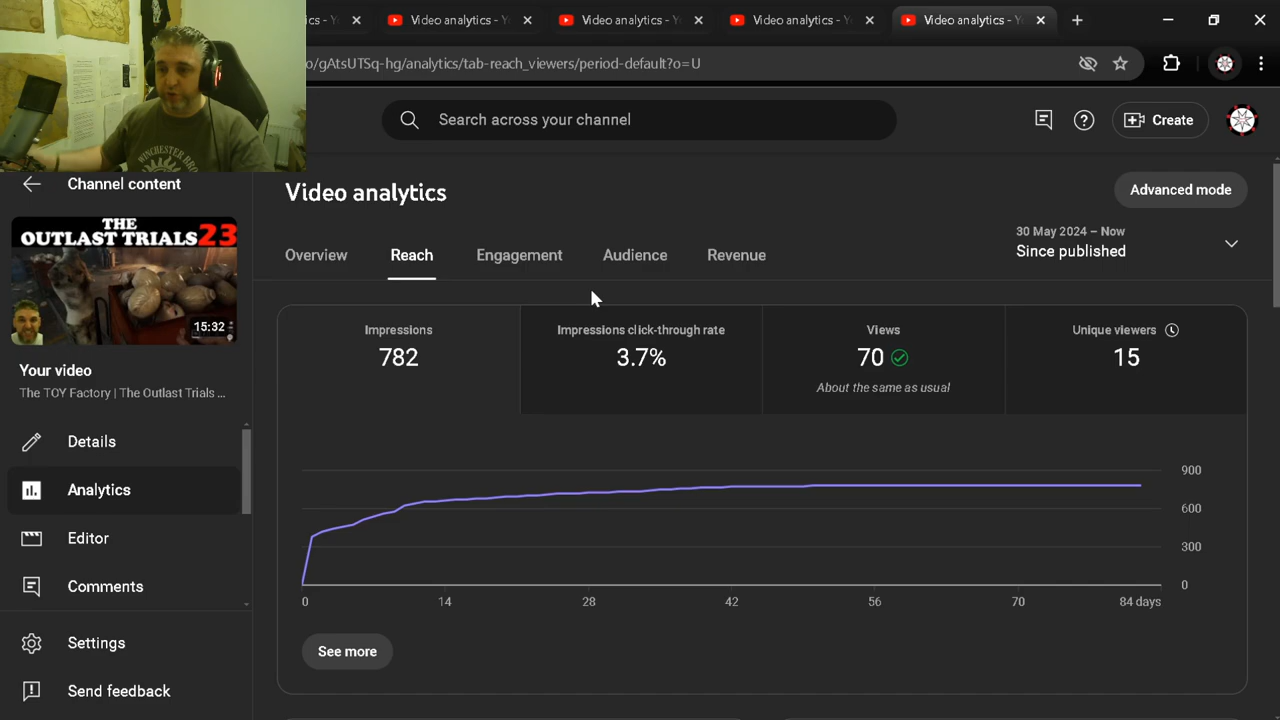 cs - Y
Video analytics - Y
Video analytics - Y
Video analytics - Y
Video analytics - Y
o/gAtsUTSq-hg/analytics/tab-reach_viewers/period-default?o=U
Search across your channel
Create
WINCHESTER BRO
Channel content
Video analytics
Advanced mode
THE
OUTLAST TRIALS 23
15:32
30 May 2024 – Now
Since published
Overview
Reach
Engagement
Audience
Revenue
Impressions
782
Impressions click-through rate
3.7%
Views
70
About the same as usual
Unique viewers
15
Your video
The TOY Factory | The Outlast Trials ...
Details
Analytics
Editor
Comments
Settings
Send feedback
900
600
300
0
0 14 28 42 56 70 84 days
See more